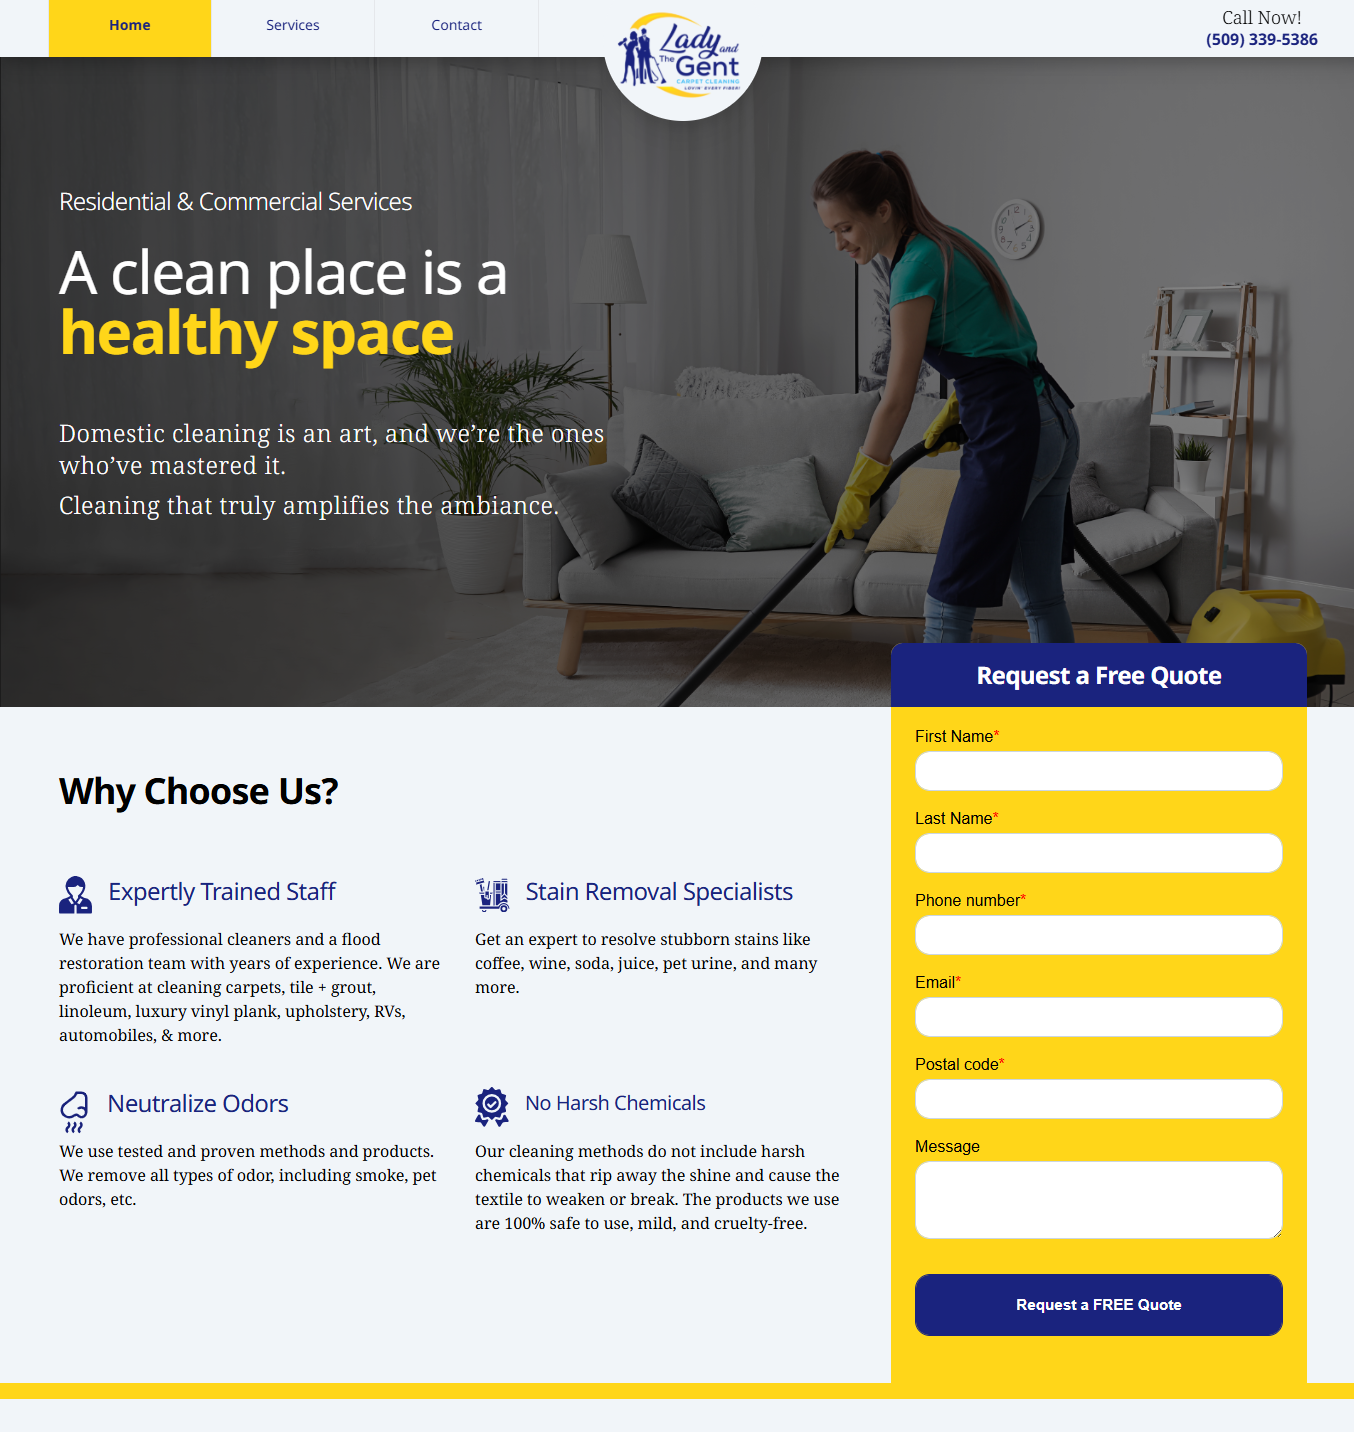 Home
Services
Contact
Lady and
The Gent
CARPET CLEANING
LOVIN' EVERY FIBER!
Call Now!
(509) 339-5386
Residential & Commercial Services
A clean place is a
healthy space
Domestic cleaning is an art, and we’re the ones
who’ve mastered it.
Cleaning that truly amplifies the ambiance.
Request a Free Quote
First Name*
Last Name*
Phone number*
Email*
Postal code*
Message
Request a FREE Quote
Why Choose Us?
Expertly Trained Staff
We have professional cleaners and a flood
restoration team with years of experience. We are
proficient at cleaning carpets, tile + grout,
linoleum, luxury vinyl plank, upholstery, RVs,
automobiles, & more.
Stain Removal Specialists
Get an expert to resolve stubborn stains like
coffee, wine, soda, juice, pet urine, and many
more.
Neutralize Odors
We use tested and proven methods and products.
We remove all types of odor, including smoke, pet
odors, etc.
No Harsh Chemicals
Our cleaning methods do not include harsh
chemicals that rip away the shine and cause the
textile to weaken or break. The products we use
are 100% safe to use, mild, and cruelty-free.